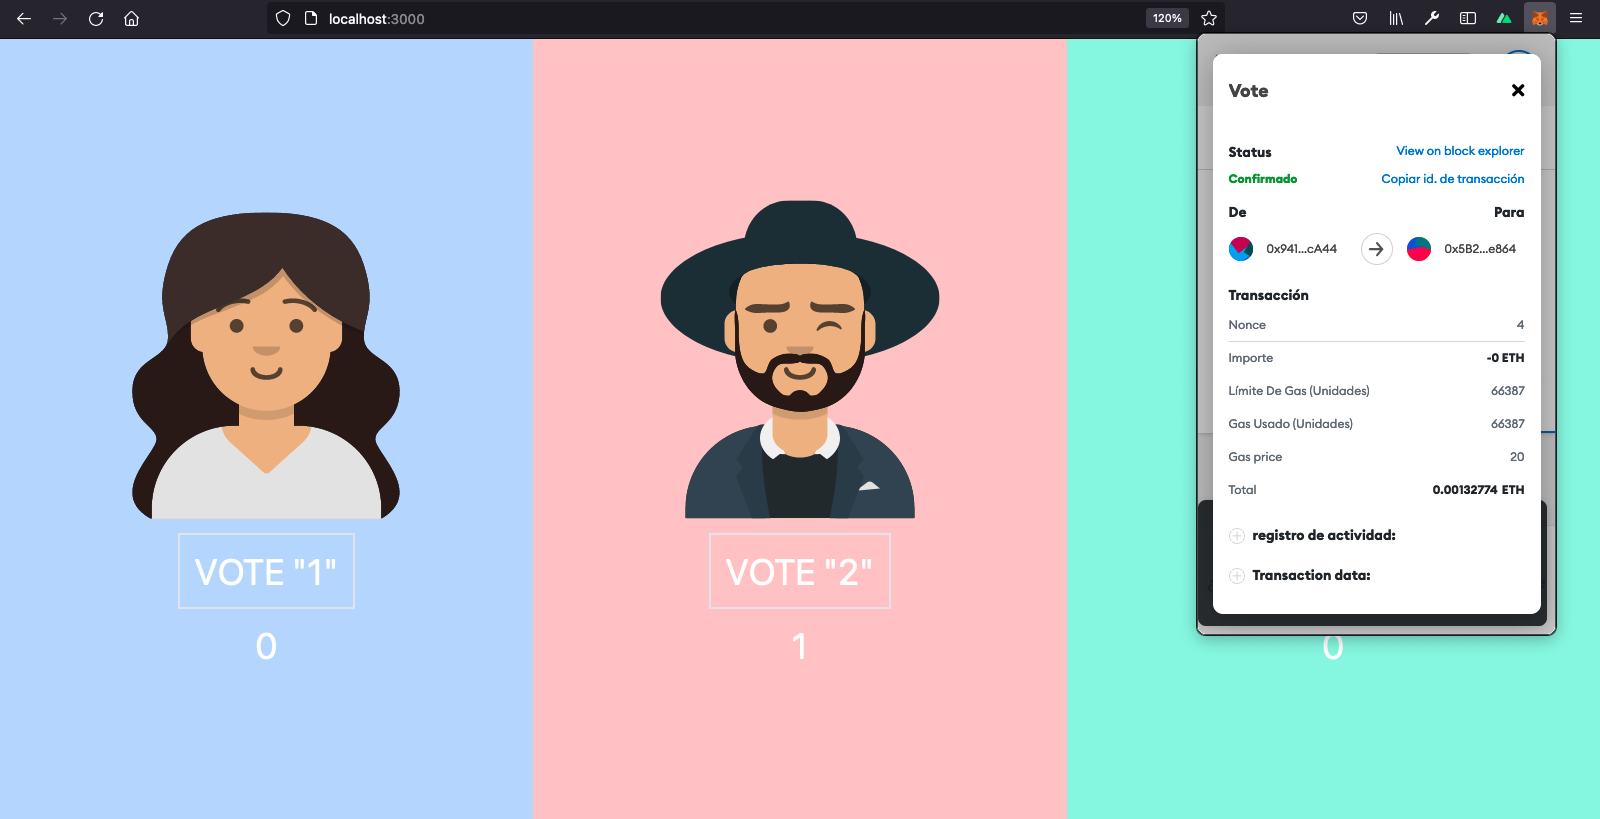 localhost:3000
120%
VOTE "1"
0
VOTE "2"
1
0
Vote
Status
View on block explorer
Confirmado
Copiar id. de transacción
De
Para
0x941...cA44
0x5B2...e864
Transacción
Nonce
4
Importe
-0 ETH
Límite De Gas (Unidades)
66387
Gas Usado (Unidades)
66387
Gas price
20
Total
0.00132774 ETH
registro de actividad:
Transaction data: